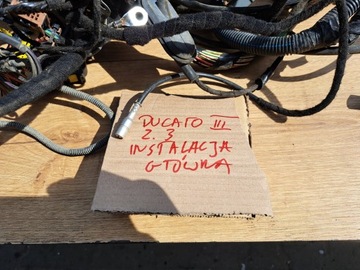 DUCATO III
2.3
INSTALACJA
GŁÓWNA